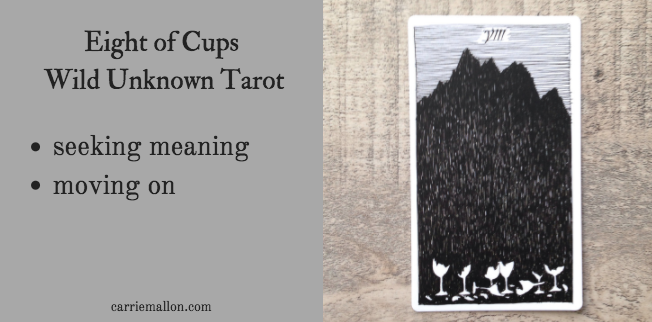 Eight of Cups
Wild Unknown Tarot
seeking meaning
moving on
carriemallon.com
VIII